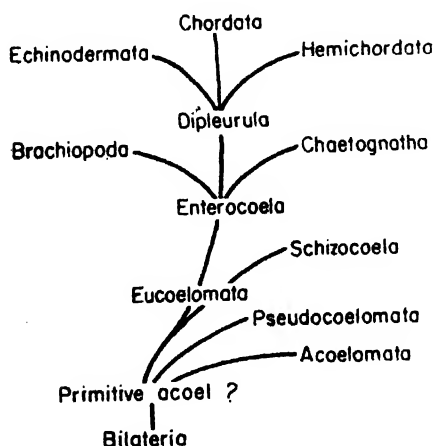 Chordata
Echinodermata
Hemichordata
Dipleurula
Brachiopoda
Chaetognatha
Enterocoela
Schizocoela
Eucoelomata
Pseudocoelomata
Acoelomata
Primitive acoel ?
Bilateria